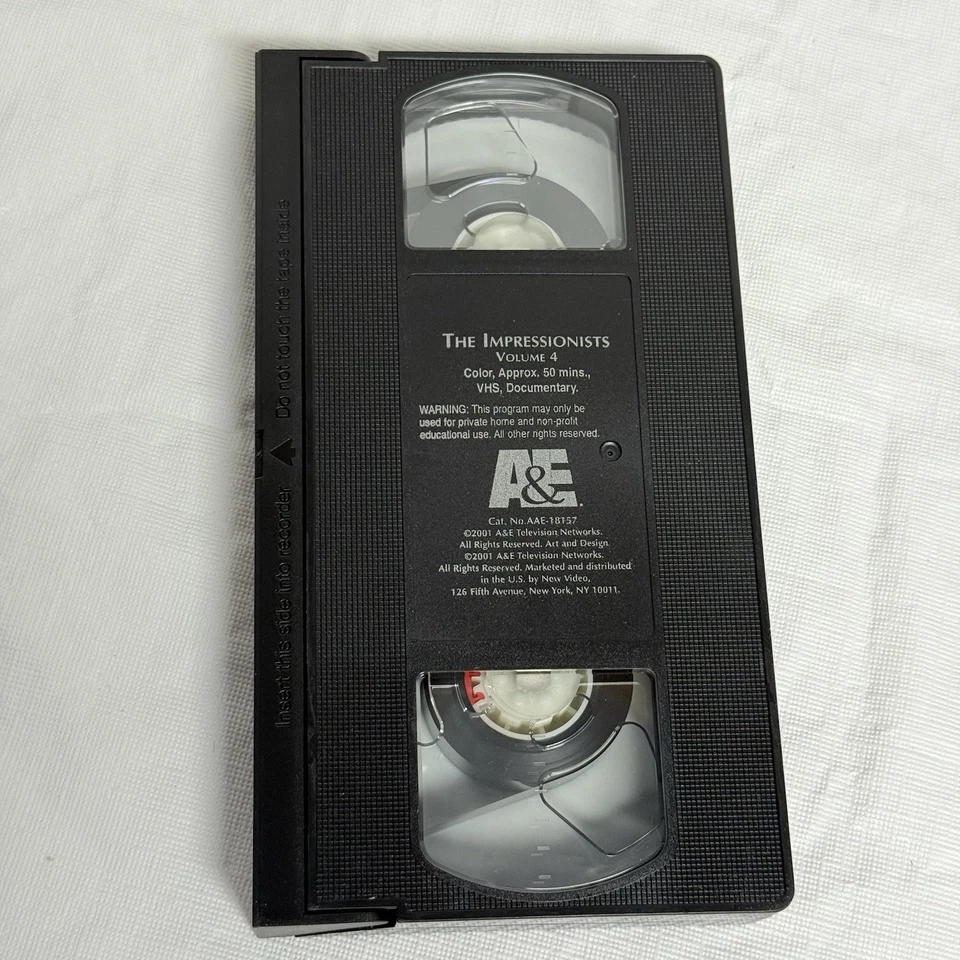 THE IMPRESSIONISTS
VOLUME 4
Color, Approx. 50 mins.,
VHS, Documentary.
WARNING: This program may only be
used for private home and non-profit
educational use. All other rights reserved.
A&E.
Cat. No.AAE-18157
©2001 A&E Television Networks.
All Rights Reserved. Art and Design
©2001 A&E Television Networks.
All Rights Reserved. Marketed and distributed
in the U.S. by New Video,
126 Fifth Avenue, New York, NY 10011.
Insert this side into recorder
Do not touch the tape inside